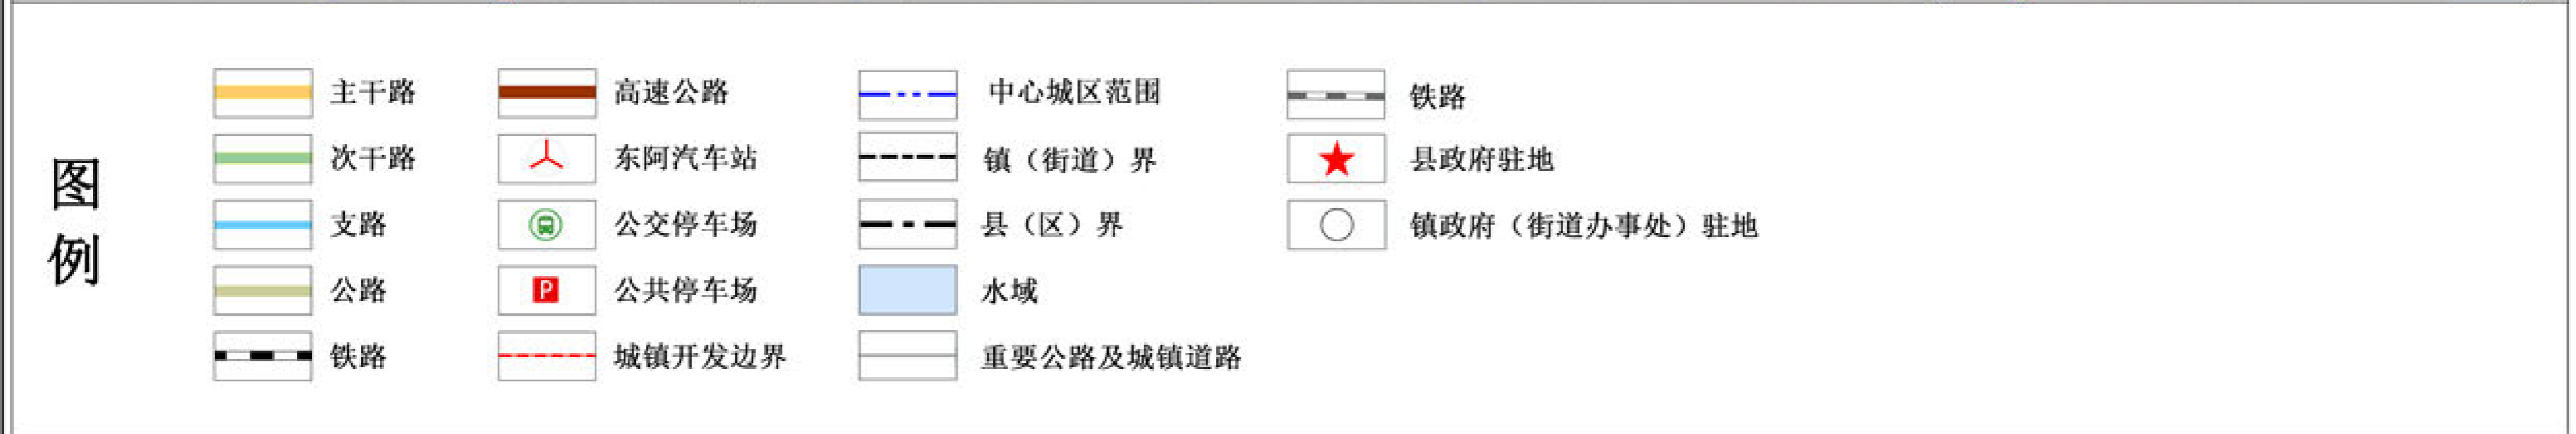 图例
主干路
次干路
支路
公路
铁路
高速公路
东阿汽车站
公交停车场
P 公共停车场
城镇开发边界
中心城区范围
镇（街道）界
县（区）界
水域
重要公路及城镇道路
铁路
县政府驻地
镇政府（街道办事处）驻地